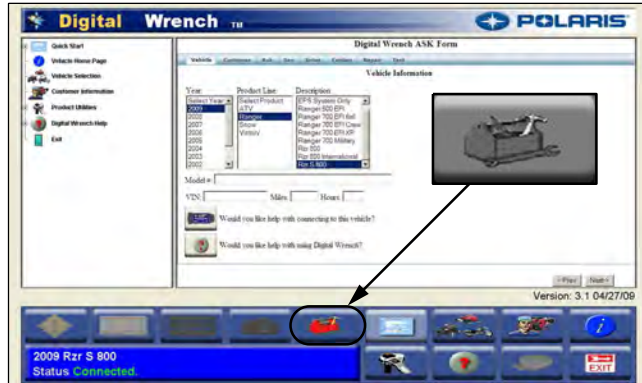 Digital Wrench TM
POLARIS
Digital Wrench ASK Form
Quick Start
Vehicle Home Page
Vehicle Selection
Customer Information
Product Utilities
Digital Wrench Help
Exit
Vehicle Customer
Vehicle Information
Year Product Line Description
Select Year Select Product EPS System Only
2009 ATV Ranger 500 EFI
2008 Ranger Ranger 700 EFI 6x6
2007 Snow Ranger 700 EFI Crew
2006 Victory Ranger 700 EFI XP
2005 Ranger 700 Military
2004 Rzr 800
2003 Rzr 800 International
2002 Rzr S 800
Model #:
VIN: Miles Hours
Would you like help with connecting to this vehicle?
Would you like help with using Digital Wrench?
<Prev Next>
Version: 3.1 04/27/09
2009 Rzr S 800
Status Connected.
EXIT